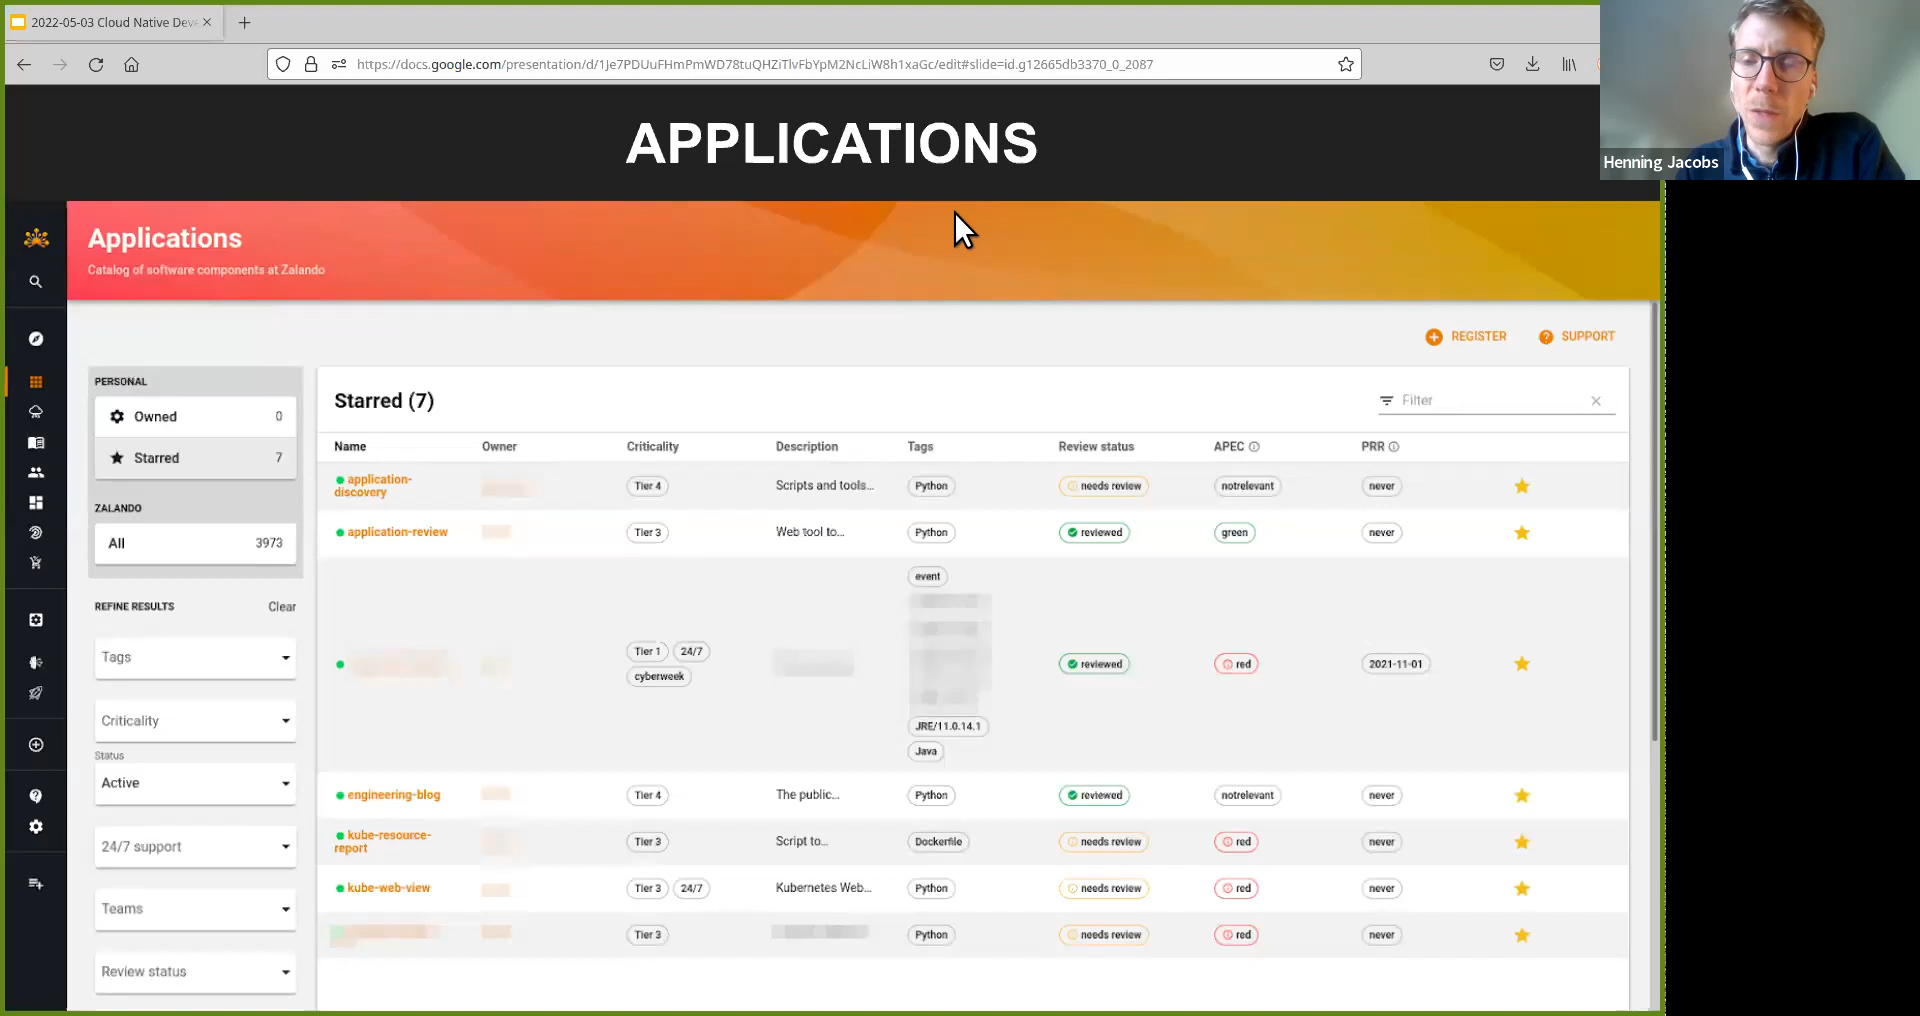 2022-05-03 Cloud Native Dev
https://docs.google.com/presentation/d/1Je7PDUuFHmPmWD78tuQHZiTlvFbYpM2NcLiW8h1xaGc/edit#slide=id.g12665db3370_0_2087
Henning Jacobs
APPLICATIONS
Applications
Catalog of software components at Zalando
REGISTER SUPPORT
PERSONAL
Owned 0
Starred 7
ZALANDO
All 3973
REFINE RESULTS Clear
Tags
Criticality
Status
Active
24/7 support
Teams
Review status
Starred (7) Filter
Name Owner Criticality Description Tags Review status APEC PRR
application-discovery Tier 4 Scripts and tools... Python needs review notrelevant never
application-review Tier 3 Web tool to... Python reviewed green never
event
Tier 1 24/7 reviewed red 2021-11-01
cyberweek
JRE/11.0.14.1
Java
engineering-blog Tier 4 The public... Python reviewed notrelevant never
kube-resource-report Tier 3 Script to... Dockerfile needs review red never
kube-web-view Tier 3 24/7 Kubernetes Web... Python needs review red never
Tier 3 Python needs review red never